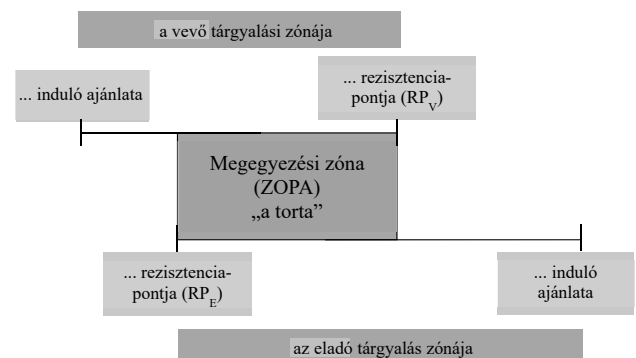 a vevő tárgyalási zónája
... induló ajánlata
... rezisztencia-
pontja (RPV)
Megegyezési zóna
(ZOPA)
„a torta”
... rezisztencia-
pontja (RPE)
... induló
ajánlata
az eladó tárgyalás zónája